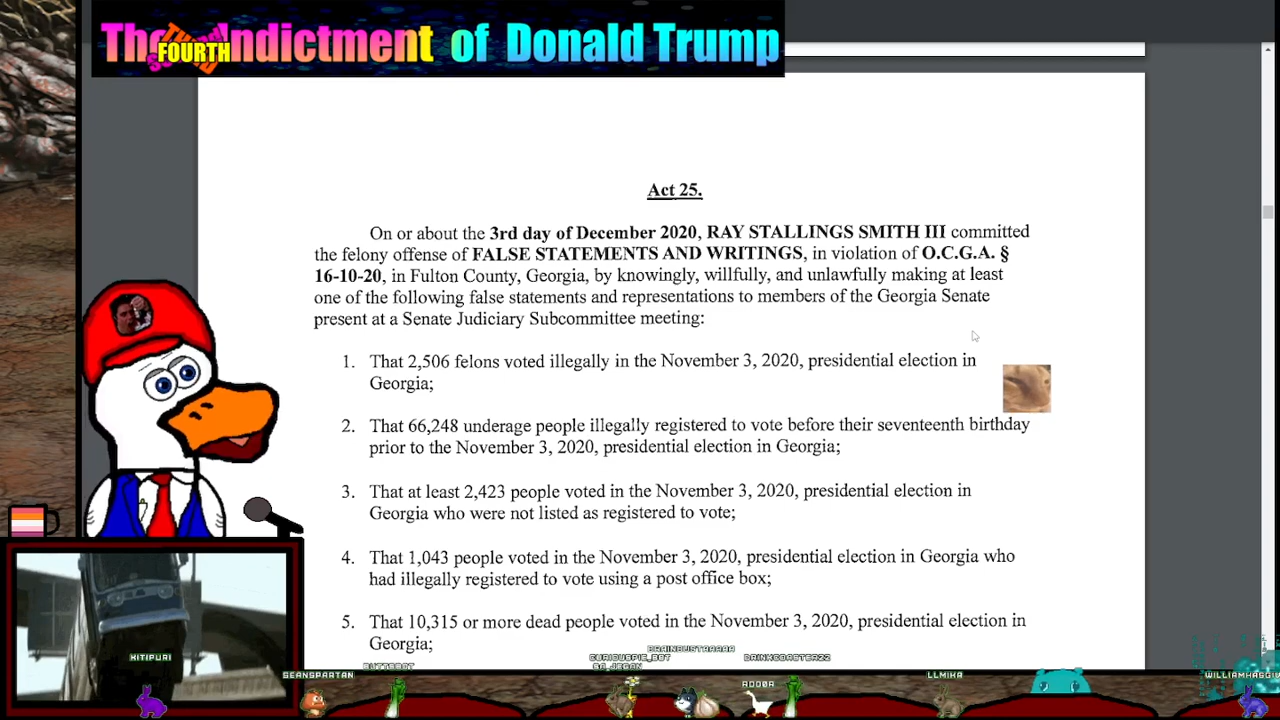 The FOURTH Indictment of Donald Trump
Act 25.
On or about the 3rd day of December 2020, RAY STALLINGS SMITH III committed
the felony offense of FALSE STATEMENTS AND WRITINGS, in violation of O.C.G.A. §
16-10-20, in Fulton County, Georgia, by knowingly, willfully, and unlawfully making at least
one of the following false statements and representations to members of the Georgia Senate
present at a Senate Judiciary Subcommittee meeting:
1. That 2,506 felons voted illegally in the November 3, 2020, presidential election in
Georgia;
2. That 66,248 underage people illegally registered to vote before their seventeenth birthday
prior to the November 3, 2020, presidential election in Georgia;
3. That at least 2,423 people voted in the November 3, 2020, presidential election in
Georgia who were not listed as registered to vote;
4. That 1,043 people voted in the November 3, 2020, presidential election in Georgia who
had illegally registered to vote using a post office box;
5. That 10,315 or more dead people voted in the November 3, 2020, presidential election in
Georgia;
KITIPURI
BUTTSBOT
CURIOUSPIE_BOT
DRINKCOASTER22
SEANSPARTAN
LLMIKA